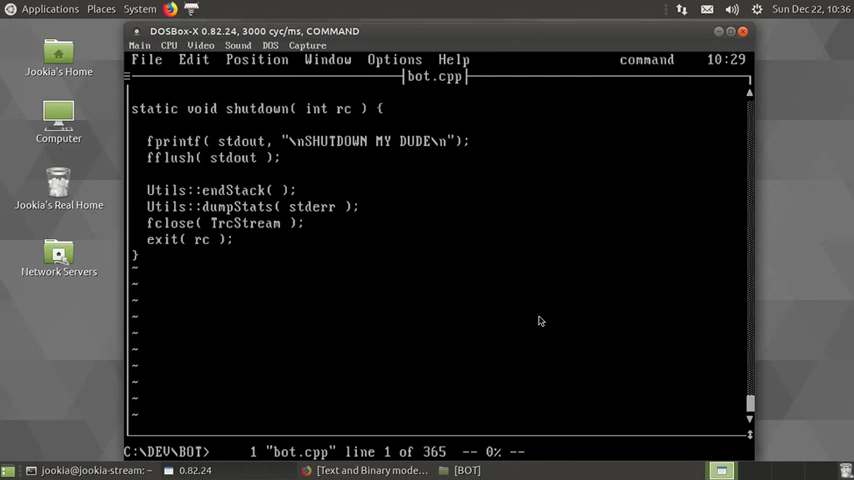 Applications Places System
Sun Dec 22, 10:36
DOSBox-X 0.82.24, 3000 cyc/ms, COMMAND
Main CPU Video Sound DOS Capture
File Edit Position Window Options Help command 10:29
bot.cpp
static void shutdown( int rc ) {
fprintf( stdout, "\nSHUTDOWN MY DUDE\n");
fflush( stdout );
Utils::endStack( );
Utils::dumpStats( stderr );
fclose( TrcStream );
exit( rc );
}
~
~
~
~
~
~
~
~
~
~
C:\DEV\BOT> 1 "bot.cpp" line 1 of 365 -- 0% --
Jookia's Home
Computer
Jookia's Real Home
Network Servers
jookia@jookia-stream: ~
0.82.24
[Text and Binary mode...
[BOT]